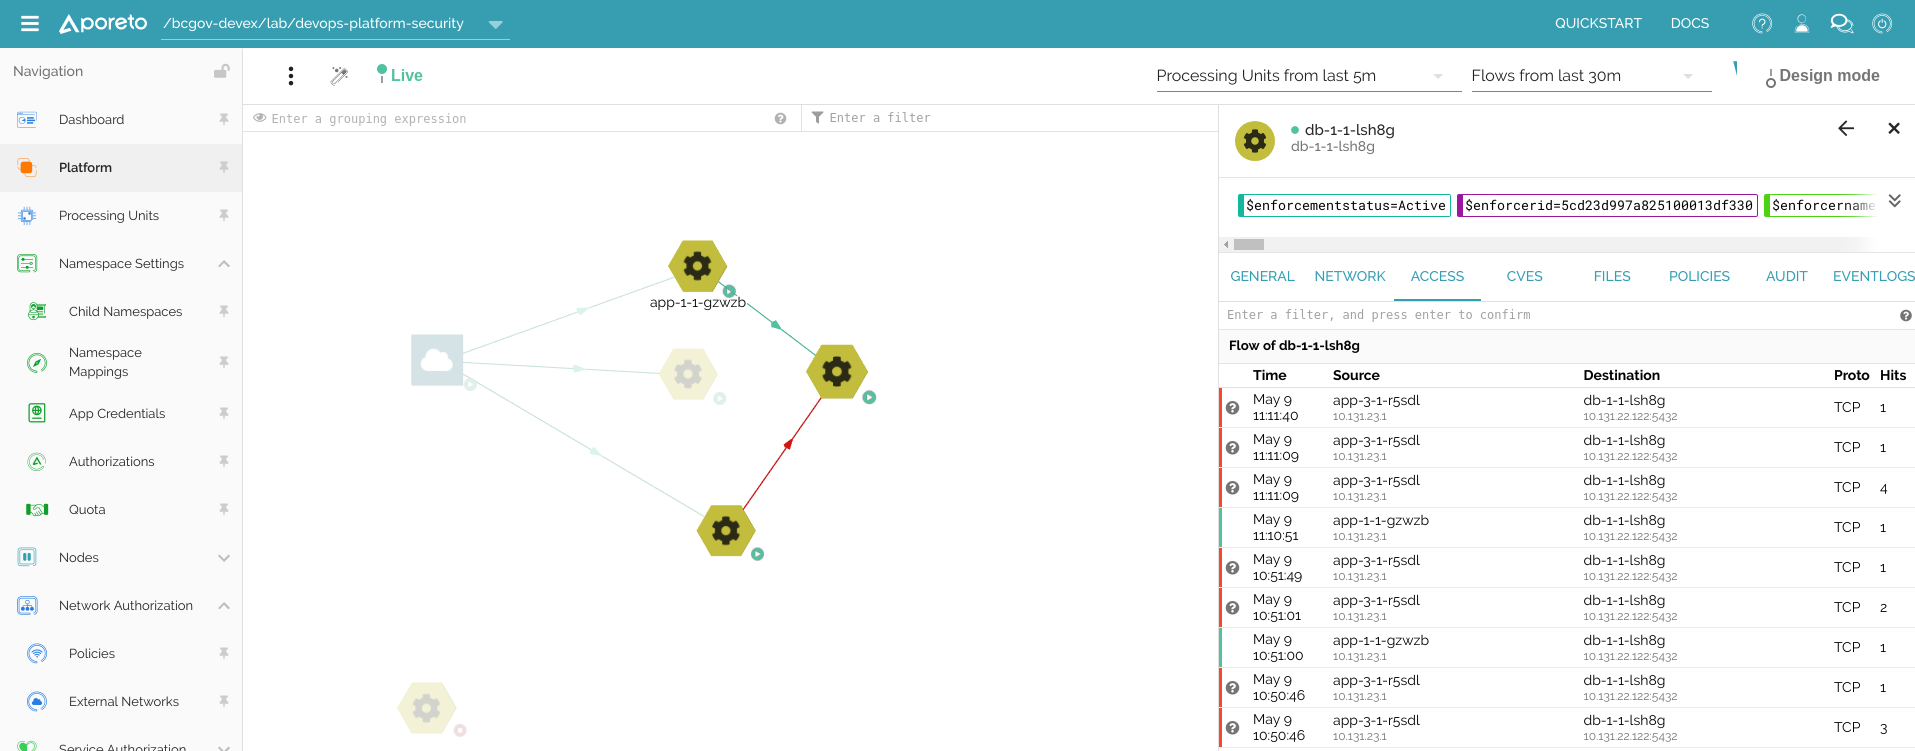 Aporeto
/bcgov-devex/lab/devops-platform-security
QUICKSTART
DOCS
Navigation
Dashboard
Platform
Processing Units
Namespace Settings
Child Namespaces
Namespace
Mappings
App Credentials
Authorizations
Quota
Nodes
Network Authorization
Policies
External Networks
Service Authorization
Live
Processing Units from last 5m
Flows from last 30m
Design mode
Enter a grouping expression
Enter a filter
app-1-1-gzwzb
db-1-1-lsh8g
db-1-1-lsh8g
$enforcementstatus=Active $enforcerid=5cd23d997a825100013df330 $enforcername
GENERAL NETWORK ACCESS CVES FILES POLICIES AUDIT EVENTLOGS
Enter a filter, and press enter to confirm
Flow of db-1-1-lsh8g
Time Source Destination Proto Hits
May 9 app-3-1-r5sdl db-1-1-lsh8g TCP 1
11:11:40 10.131.23.1 10.131.22.122:5432
May 9 app-3-1-r5sdl db-1-1-lsh8g TCP 1
11:11:09 10.131.23.1 10.131.22.122:5432
May 9 app-3-1-r5sdl db-1-1-lsh8g TCP 4
11:11:09 10.131.23.1 10.131.22.122:5432
May 9 app-1-1-gzwzb db-1-1-lsh8g TCP 1
11:10:51 10.131.23.1 10.131.22.122:5432
May 9 app-3-1-r5sdl db-1-1-lsh8g TCP 1
10:51:49 10.131.23.1 10.131.22.122:5432
May 9 app-3-1-r5sdl db-1-1-lsh8g TCP 2
10:51:01 10.131.23.1 10.131.22.122:5432
May 9 app-1-1-gzwzb db-1-1-lsh8g TCP 1
10:51:00 10.131.23.1 10.131.22.122:5432
May 9 app-3-1-r5sdl db-1-1-lsh8g TCP 1
10:50:46 10.131.23.1 10.131.22.122:5432
May 9 app-3-1-r5sdl db-1-1-lsh8g TCP 3
10:50:46 10.131.23.1 10.131.22.122:5432